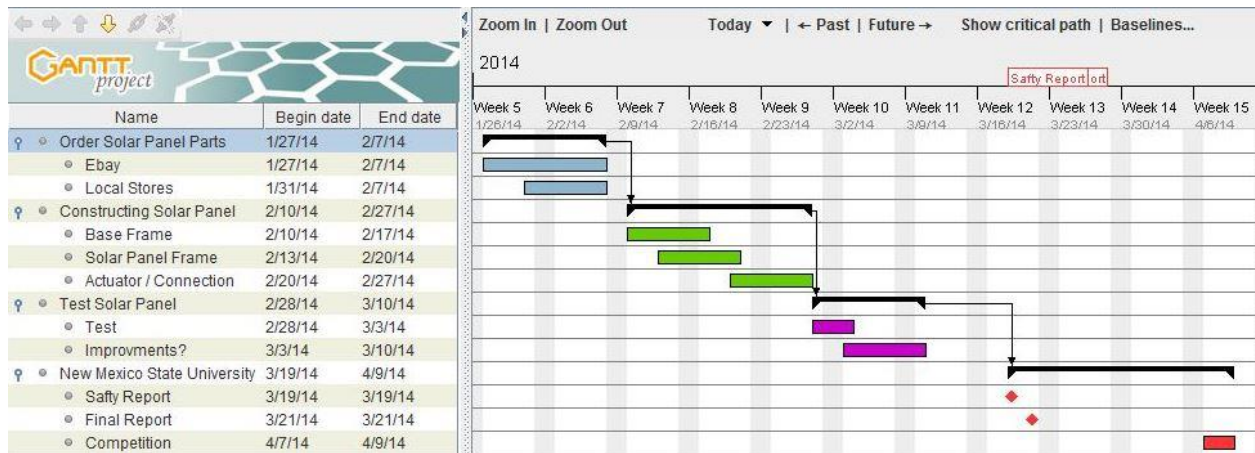 Zoom In | Zoom Out Today ▼ | ← Past | Future → Show critical path | Baselines...
GANTT project
2014
Safty Report ort
Week 5 Week 6 Week 7 Week 8 Week 9 Week 10 Week 11 Week 12 Week 13 Week 14 Week 15
1/26/14 2/2/14 2/9/14 2/16/14 2/23/14 3/2/14 3/9/14 3/16/14 3/23/14 3/30/14 4/6/14
Name Begin date End date
Order Solar Panel Parts 1/27/14 2/7/14
Ebay 1/27/14 2/7/14
Local Stores 1/31/14 2/7/14
Constructing Solar Panel 2/10/14 2/27/14
Base Frame 2/10/14 2/17/14
Solar Panel Frame 2/13/14 2/20/14
Actuator / Connection 2/20/14 2/27/14
Test Solar Panel 2/28/14 3/10/14
Test 2/28/14 3/3/14
Improvments? 3/3/14 3/10/14
New Mexico State University 3/19/14 4/9/14
Safty Report 3/19/14 3/19/14
Final Report 3/21/14 3/21/14
Competition 4/7/14 4/9/14